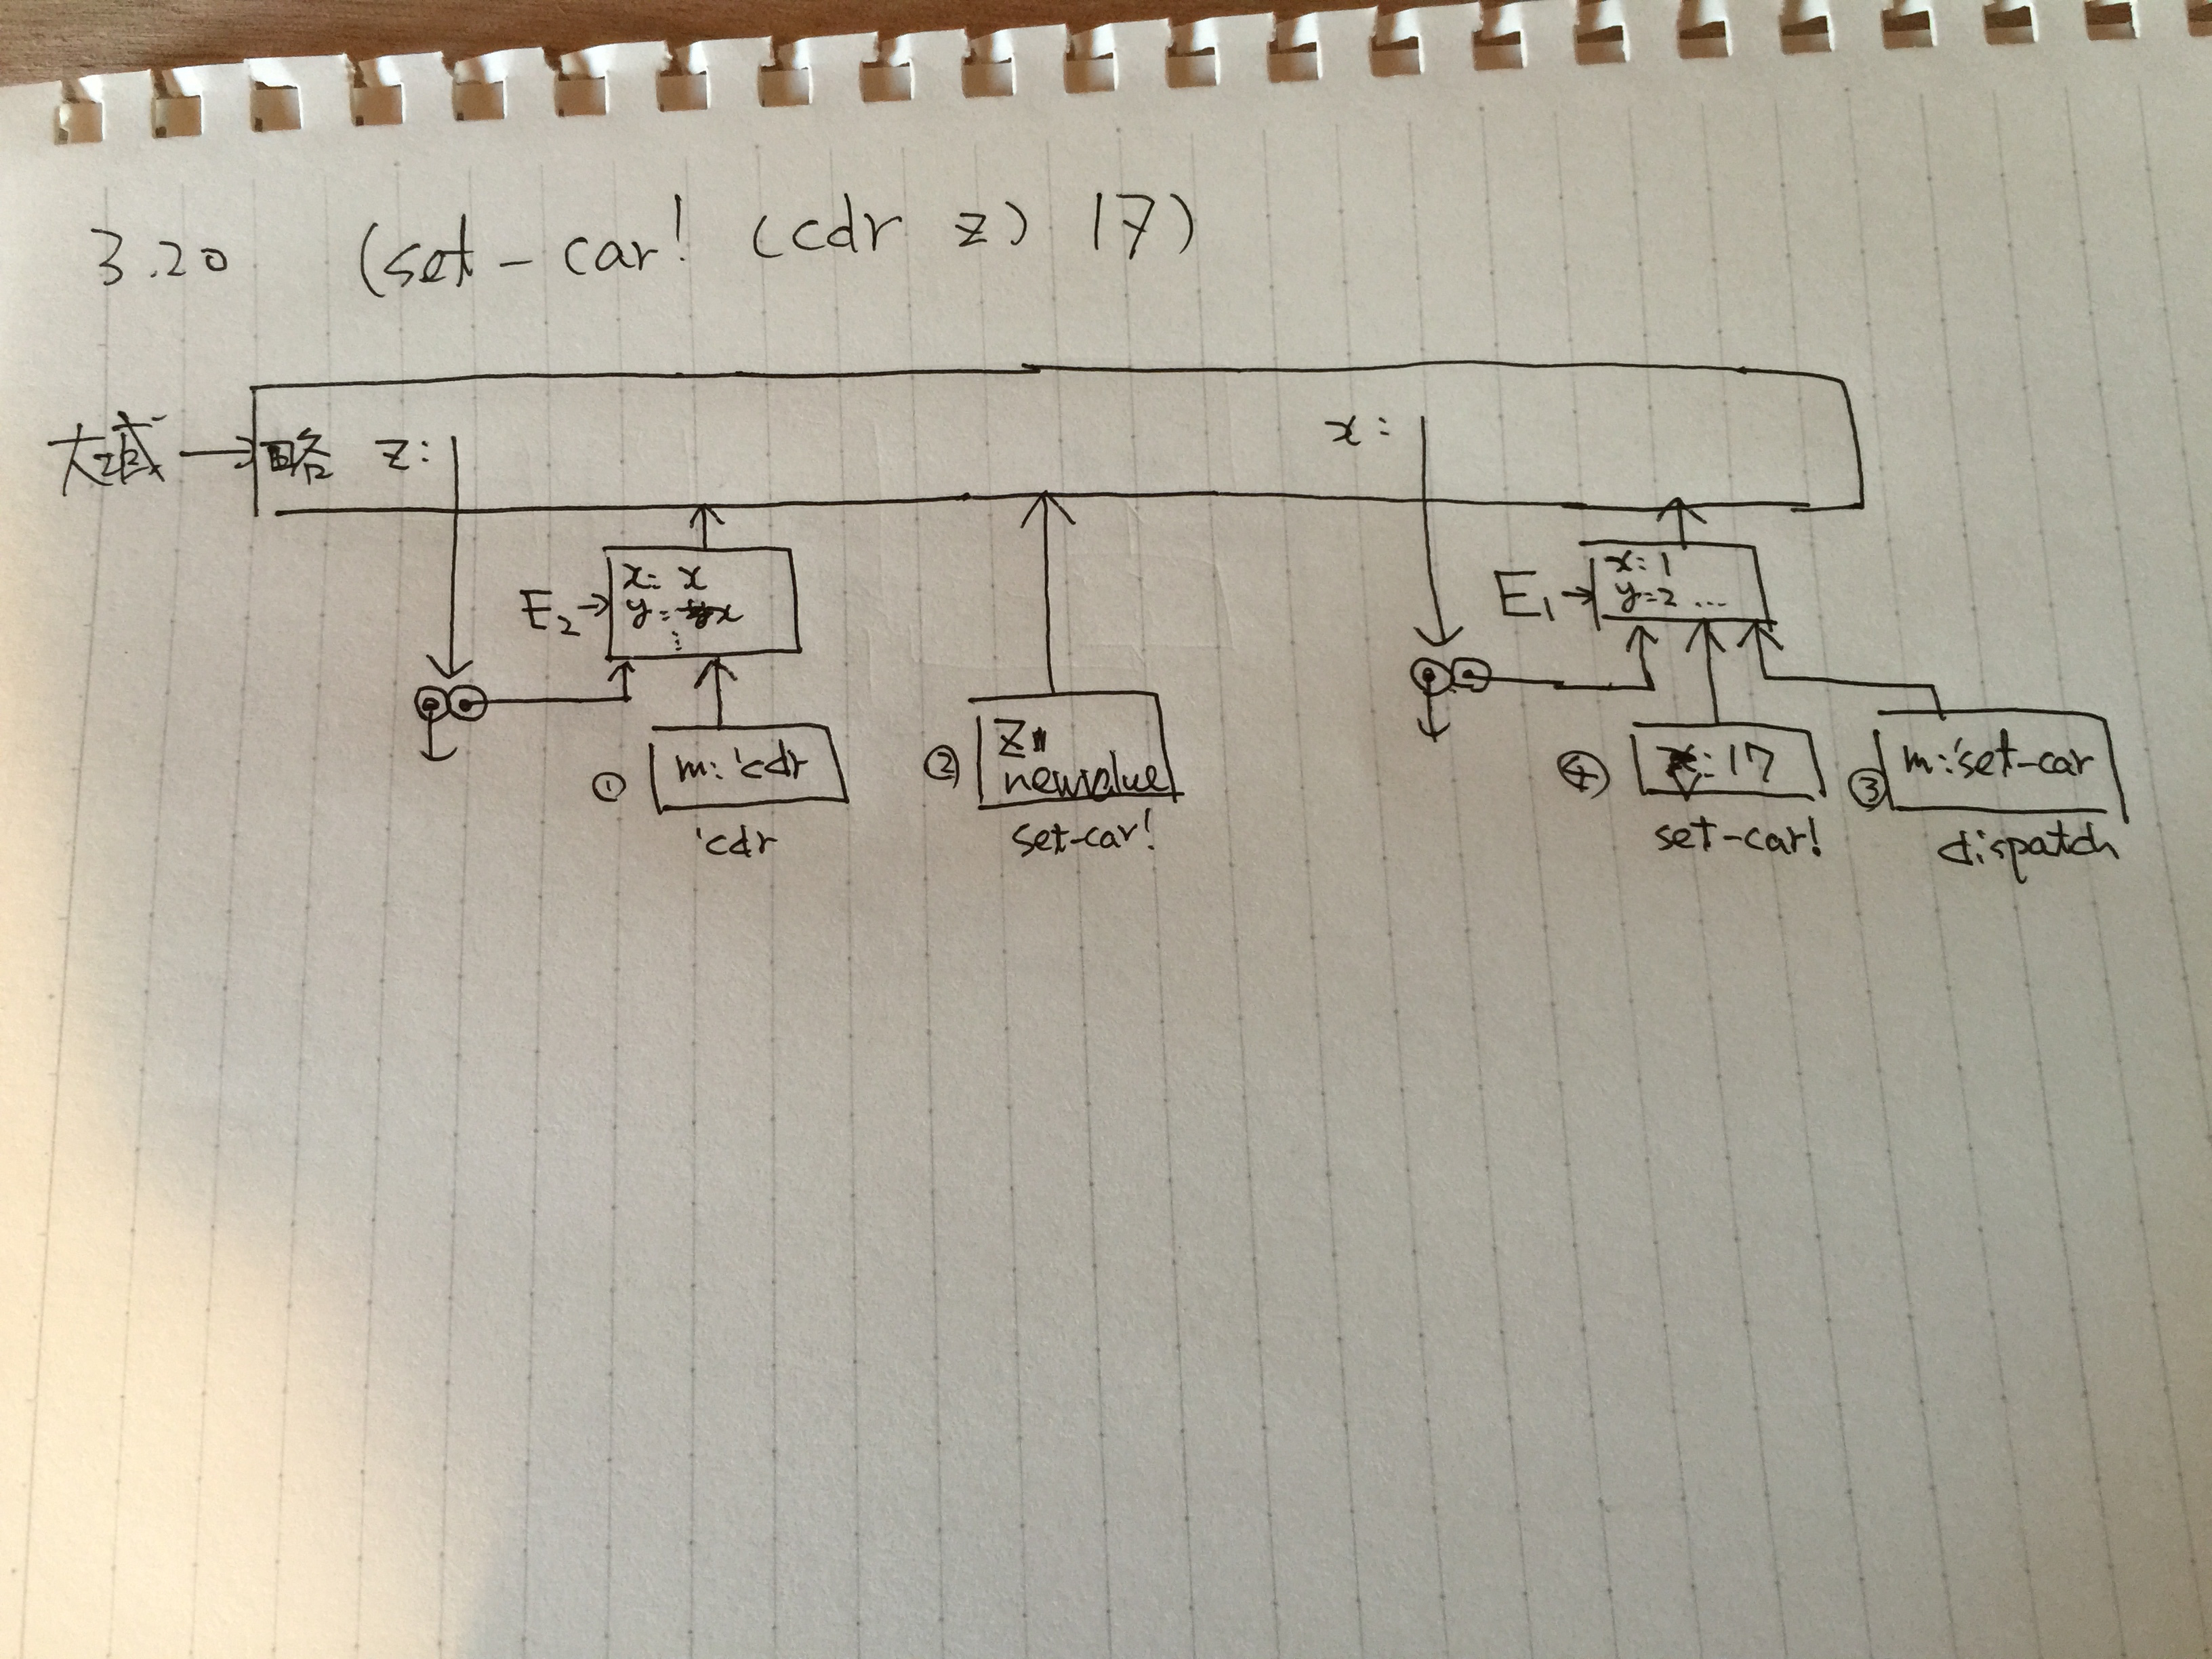 3.20 (set-car! (cdr z) 17)
大域 → 略 z: x:
E2 → x: x
y: x
⋮
E1 → x: 1
y=2 ...
① m: 'cdr
'cdr
② z
newvalue
set-car!
④ : 17
set-car!
③ m: 'set-car
dispatch